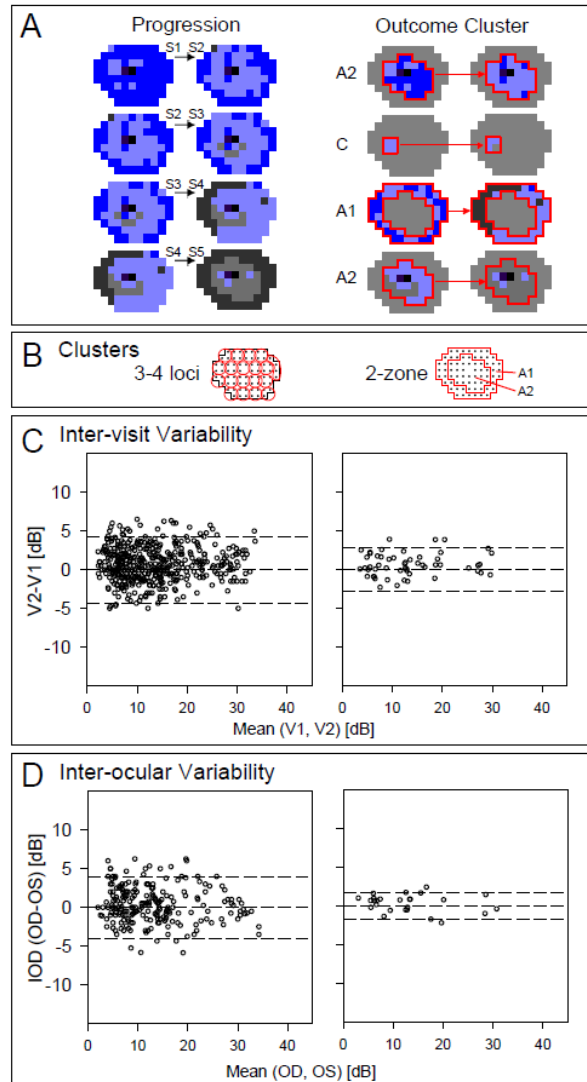 A
Progression
Outcome Cluster
S1 S2
A2
S2 S3
C
S3 S4
A1
S4 S5
A2
B Clusters
3-4 loci
2-zone
A1
A2
C Inter-visit Variability
V2-V1 [dB]
10
5
0
-5
-10
0 10 20 30 40
0 10 20 30 40
Mean (V1, V2) [dB]
D Inter-ocular Variability
IOD (OD-OS) [dB]
10
5
0
-5
-10
0 10 20 30 40
0 10 20 30 40
Mean (OD, OS) [dB]